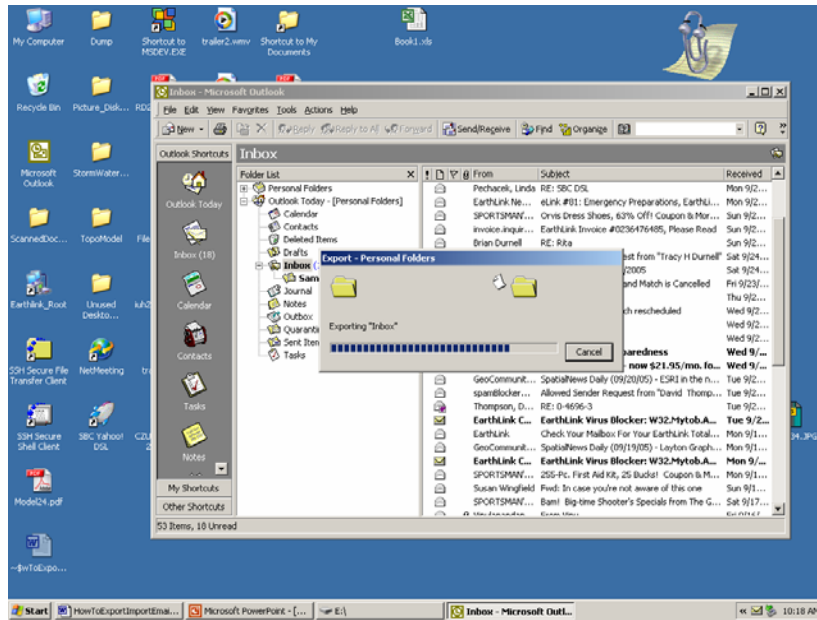 My Computer
Dump
Shortcut to
MSDEV.EXE
trailer2.wmv
Shortcut to My
Documents
Book1.xls
Recycle Bin
Picture_Disk...
Microsoft
Outlook
StormWater...
ScannedDoc...
TopoModel
File
Earthlink_Root
Unused
Deskto...
SSH Secure File
Transfer Client
NetMeeting
SSH Secure
Shell Client
SBC Yahoo!
DSL
Model24.pdf
~$wToExpo...
Inbox - Microsoft Outlook
File Edit View Favorites Tools Actions Help
New Reply Reply to All Forward Send/Receive Find Organize
Outlook Shortcuts
Outlook Today
Inbox (18)
Calendar
Contacts
Tasks
Notes
My Shortcuts
Other Shortcuts
Inbox
Folder List
Personal Folders
Outlook Today - [Personal Folders]
Calendar
Contacts
Deleted Items
Drafts
Inbox
Sam
Journal
Notes
Outbox
Quaranti
Sent Iten
Tasks
From Subject Received
Pechacek, Linda RE: SBC DSL Mon 9/2...
EarthLink Ne... eLink #81: Emergency Preparations, EarthLi... Mon 9/2...
SPORTSMAN'... Orvis Dress Shoes, 63% Off! Coupon & Mor... Sun 9/2...
invoice.inquir... EarthLink Invoice #0236476485, Please Read Sun 9/2...
Brian Durnell RE: Rita Sun 9/2...
est from "Tracy H Durnell" Sat 9/24...
/2005 Sat 9/24...
and Match is Cancelled Fri 9/23/...
Thu 9/2...
ch rescheduled Wed 9/2...
Wed 9/2...
Wed 9/2...
paredness Wed 9/...
- now $21.95/mo. fo... Wed 9/...
GeoCommunit... SpatialNews Daily (09/20/05) - ESRI in the n... Tue 9/2...
spamBlocker... Allowed Sender Request from "David Thomp... Tue 9/2...
Thompson, D... RE: 0-4696-3 Tue 9/2...
EarthLink C... EarthLink Virus Blocker: W32.Mytob.A... Tue 9/2...
EarthLink Check Your Mailbox For Your EarthLink Total... Mon 9/1...
GeoCommunit... SpatialNews Daily (09/19/05) - Layton Graph... Mon 9/1...
EarthLink C... EarthLink Virus Blocker: W32.Mytob.A... Mon 9/...
SPORTSMAN'... 255-Pc. First Aid Kit, 25 Bucks! Coupon & M... Mon 9/1...
Susan Wingfield Fwd: In case you're not aware of this one Sun 9/1...
SPORTSMAN'... Bam! Big-time Shooter's Specials from The G... Sat 9/17...
Export - Personal Folders
Exporting "Inbox"
Cancel
53 Items, 18 Unread
Start
HowToExportImportEmai...
Microsoft PowerPoint - [...
E:\
Inbox - Microsoft Outl...
10:18 AM